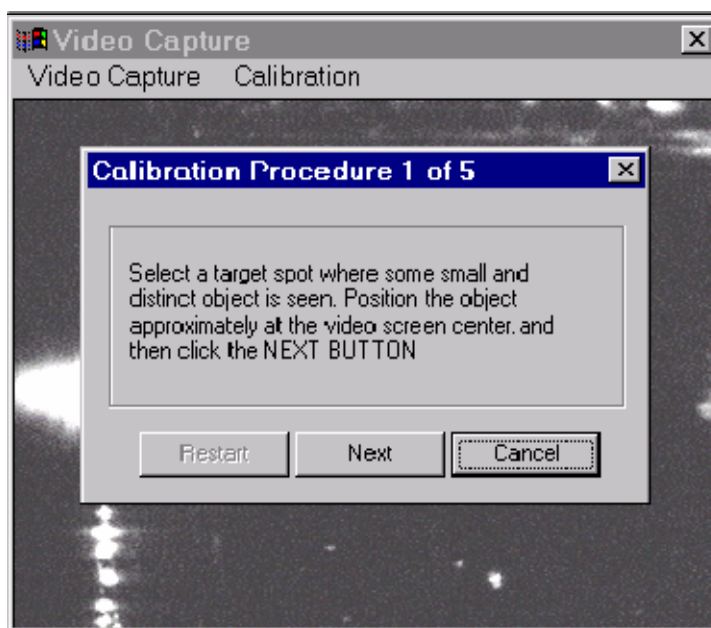 Video Capture
Video Capture Calibration
Calibration Procedure 1 of 5
Select a target spot where some small and
distinct object is seen. Position the object
approximately at the video screen center. and
then click the NEXT BUTTON
Restart Next Cancel